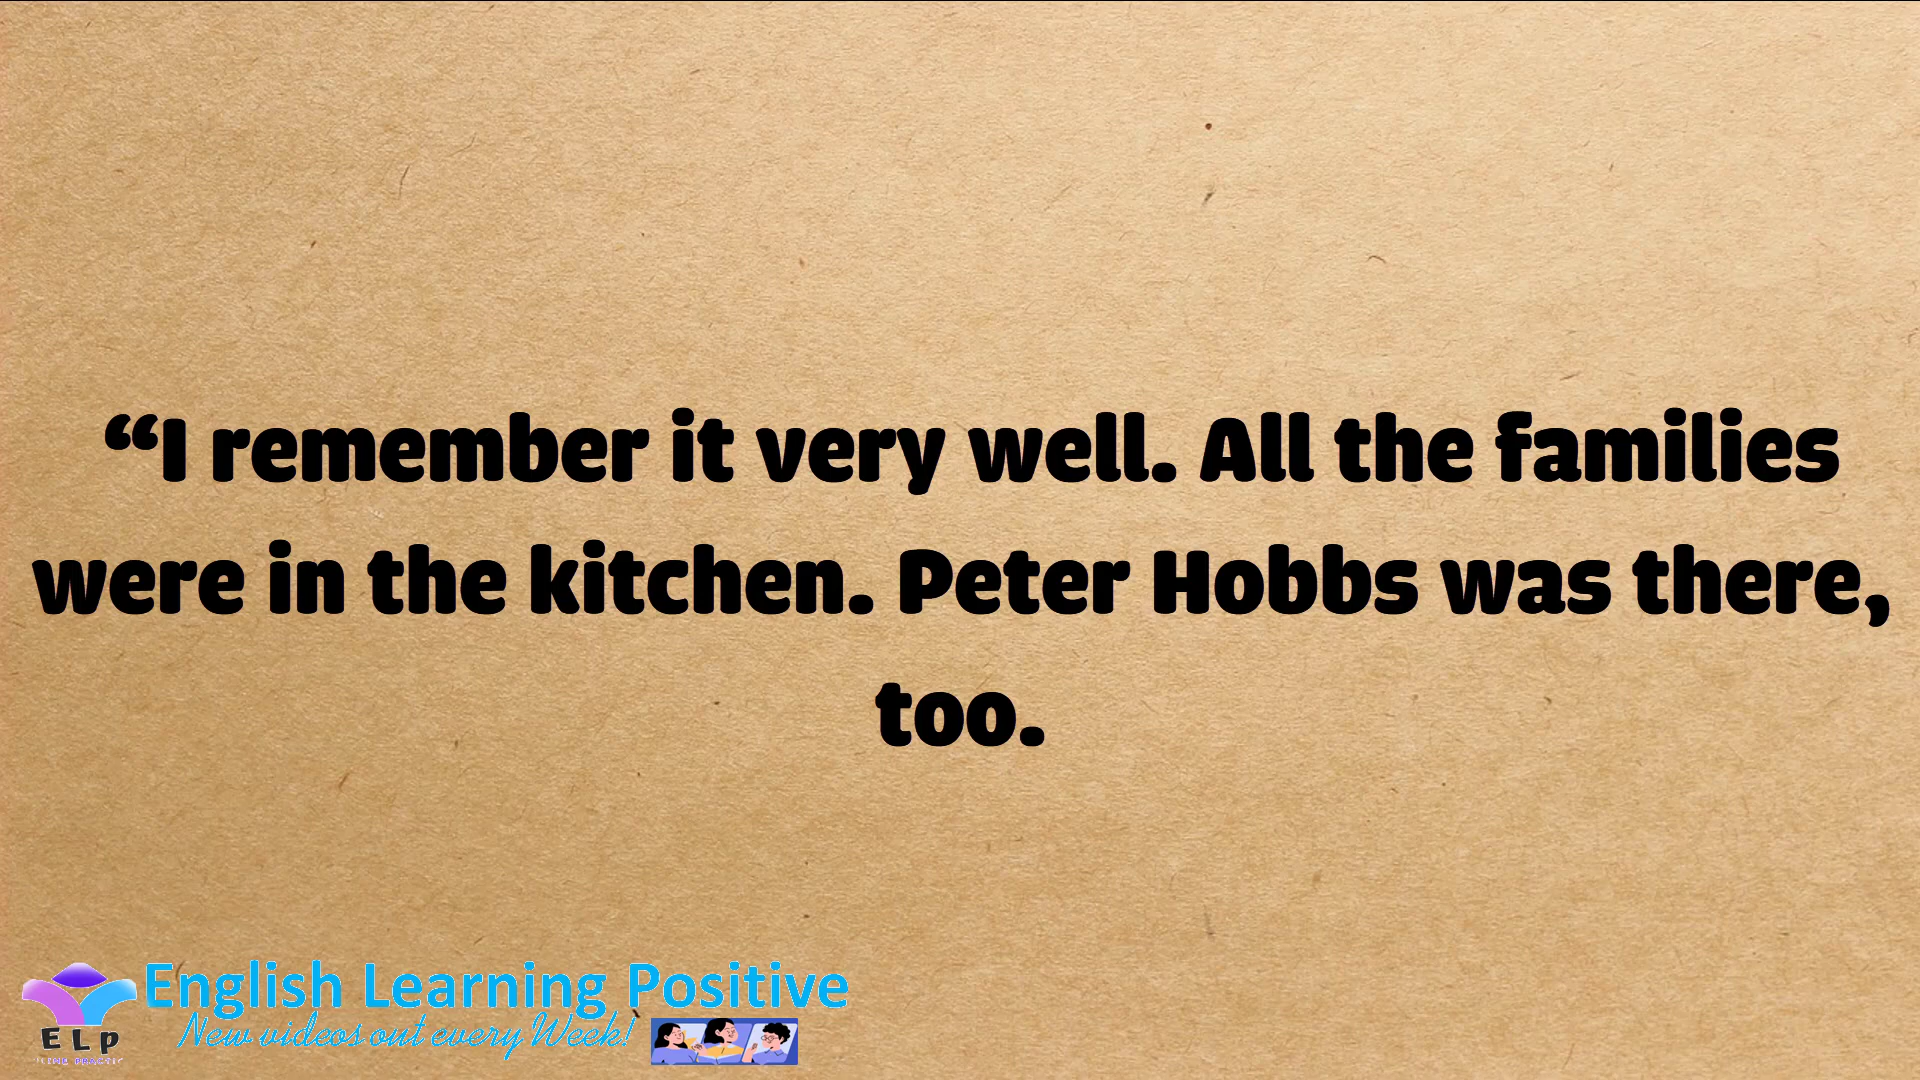 “I remember it very well. All the families
were in the kitchen. Peter Hobbs was there,
too.
English Learning Positive
New videos out every Week!
ELp